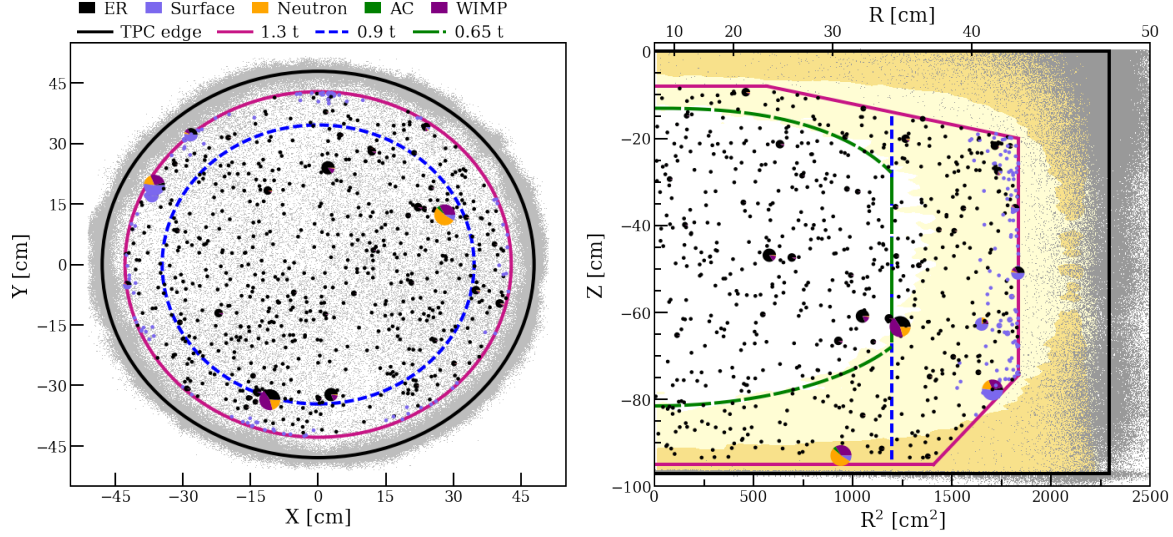 ER Surface Neutron AC WIMP
TPC edge 1.3 t 0.9 t 0.65 t
45
30
15
0
−15
−30
−45
Y [cm]
−45 −30 −15 0 15 30 45
X [cm]
R [cm]
10 20 30 40 50
0
−20
−40
−60
−80
−100
Z [cm]
0 500 1000 1500 2000 2500
R² [cm²]